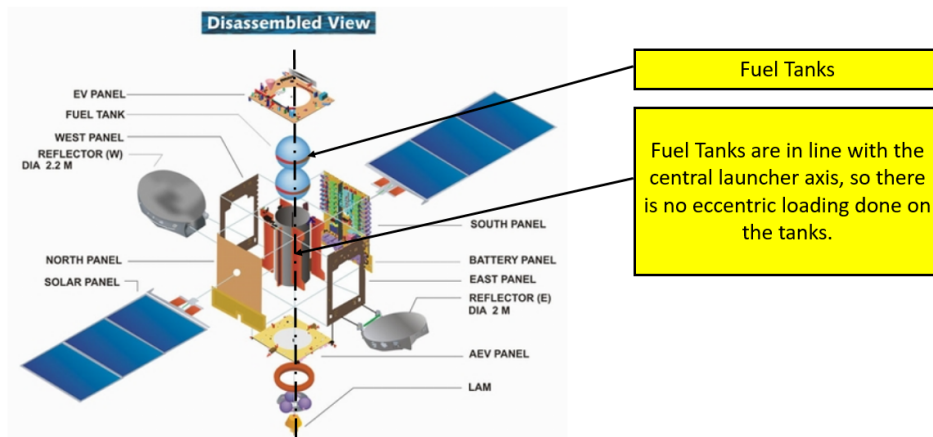 Disassembled View
EV PANEL
FUEL TANK
WEST PANEL
REFLECTOR (W)
DIA 2.2 M
NORTH PANEL
SOLAR PANEL
SOUTH PANEL
BATTERY PANEL
EAST PANEL
REFLECTOR (E)
DIA 2 M
AEV PANEL
LAM
Fuel Tanks
Fuel Tanks are in line with the
central launcher axis, so there
is no eccentric loading done on
the tanks.